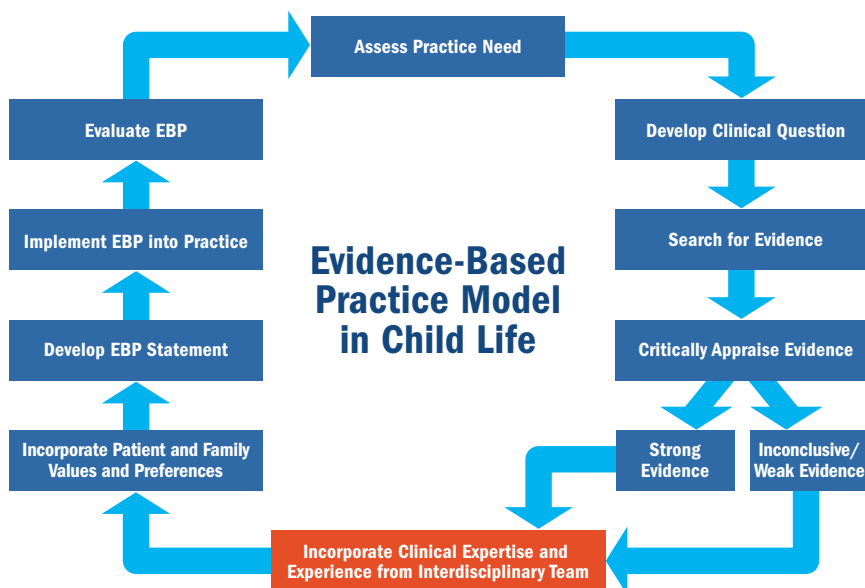 Assess Practice Need
Develop Clinical Question
Search for Evidence
Critically Appraise Evidence
Strong
Evidence
Inconclusive/
Weak Evidence
Incorporate Clinical Expertise and
Experience from Interdisciplinary Team
Incorporate Patient and Family
Values and Preferences
Develop EBP Statement
Implement EBP into Practice
Evaluate EBP
Evidence-Based
Practice Model
in Child Life